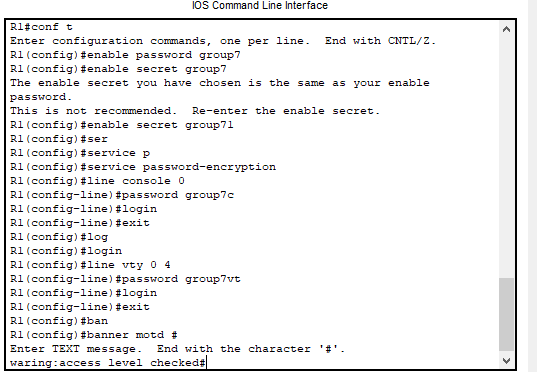 IOS Command Line Interface
R1#conf t
Enter configuration commands, one per line.  End with CNTL/Z.
R1(config)#enable password group7
R1(config)#enable secret group7
The enable secret you have chosen is the same as your enable
password.
This is not recommended.  Re-enter the enable secret.
R1(config)#enable secret group71
R1(config)#ser
R1(config)#service p
R1(config)#service password-encryption
R1(config)#line console 0
R1(config-line)#password group7c
R1(config-line)#login
R1(config-line)#exit
R1(config)#log
R1(config)#login
R1(config)#line vty 0 4
R1(config-line)#password group7vt
R1(config-line)#login
R1(config-line)#exit
R1(config)#ban
R1(config)#banner motd #
Enter TEXT message.  End with the character '#'.
waring:access level checked#